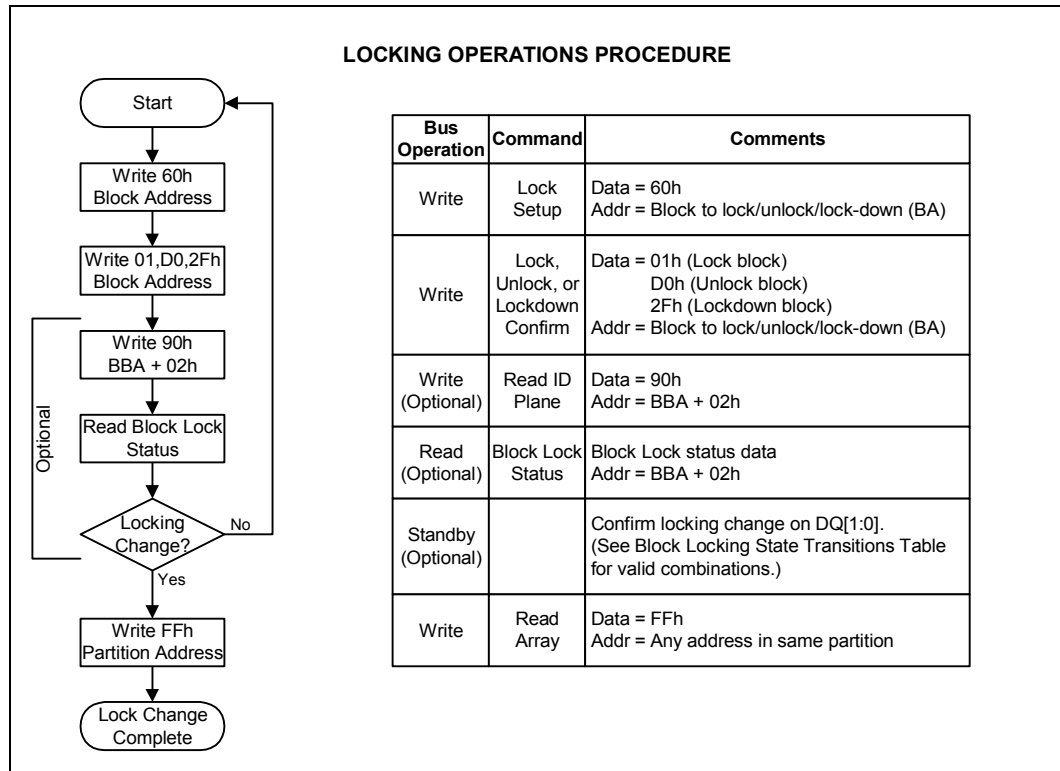 LOCKING OPERATIONS PROCEDURE
Start
Write 60h
Block Address
Write 01,D0,2Fh
Block Address
Write 90h
BBA + 02h
Read Block Lock
Status
Optional
Locking
Change?
No
Yes
Write FFh
Partition Address
Lock Change
Complete
Bus
Operation
Command
Comments
Write
Lock
Setup
Data = 60h
Addr = Block to lock/unlock/lock-down (BA)
Write
Lock,
Unlock, or
Lockdown
Confirm
Data = 01h (Lock block)
D0h (Unlock block)
2Fh (Lockdown block)
Addr = Block to lock/unlock/lock-down (BA)
Write
(Optional)
Read ID
Plane
Data = 90h
Addr = BBA + 02h
Read
(Optional)
Block Lock
Status
Block Lock status data
Addr = BBA + 02h
Standby
(Optional)
Confirm locking change on DQ[1:0].
(See Block Locking State Transitions Table
for valid combinations.)
Write
Read
Array
Data = FFh
Addr = Any address in same partition